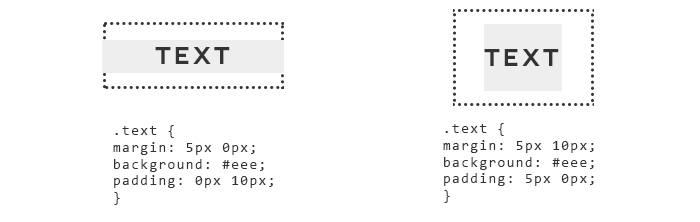 TEXT
.text {
margin: 5px 0px;
background: #eee;
padding: 0px 10px;
}
TEXT
.text {
margin: 5px 10px;
background: #eee;
padding: 5px 0px;
}